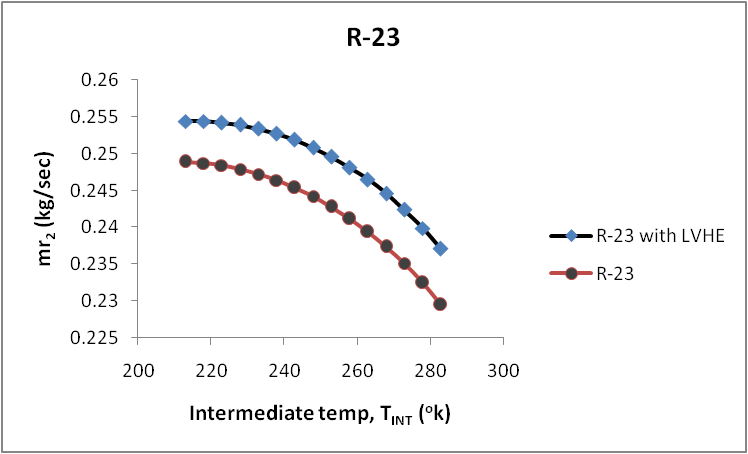 R-23
0.26
0.255
0.25
0.245
0.24
0.235
0.23
0.225
200 220 240 260 280 300
mr₂ (kg/sec)
Intermediate temp, T_INT (°k)
R-23 with LVHE
R-23